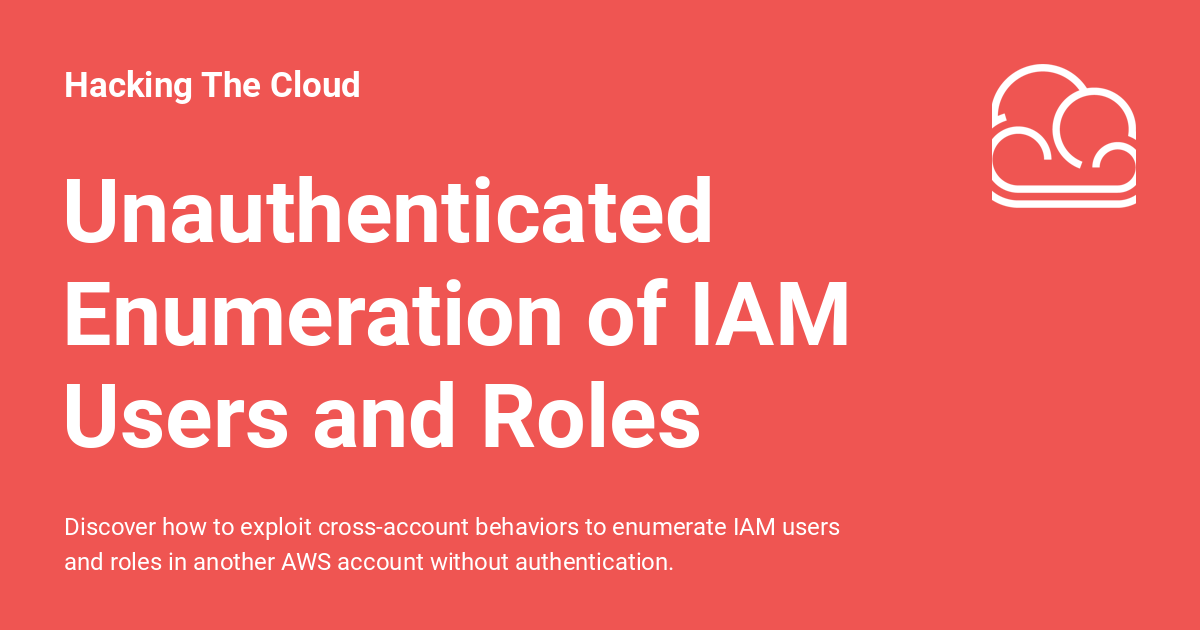 Hacking The Cloud
Unauthenticated
Enumeration of IAM
Users and Roles
Discover how to exploit cross-account behaviors to enumerate IAM users
and roles in another AWS account without authentication.